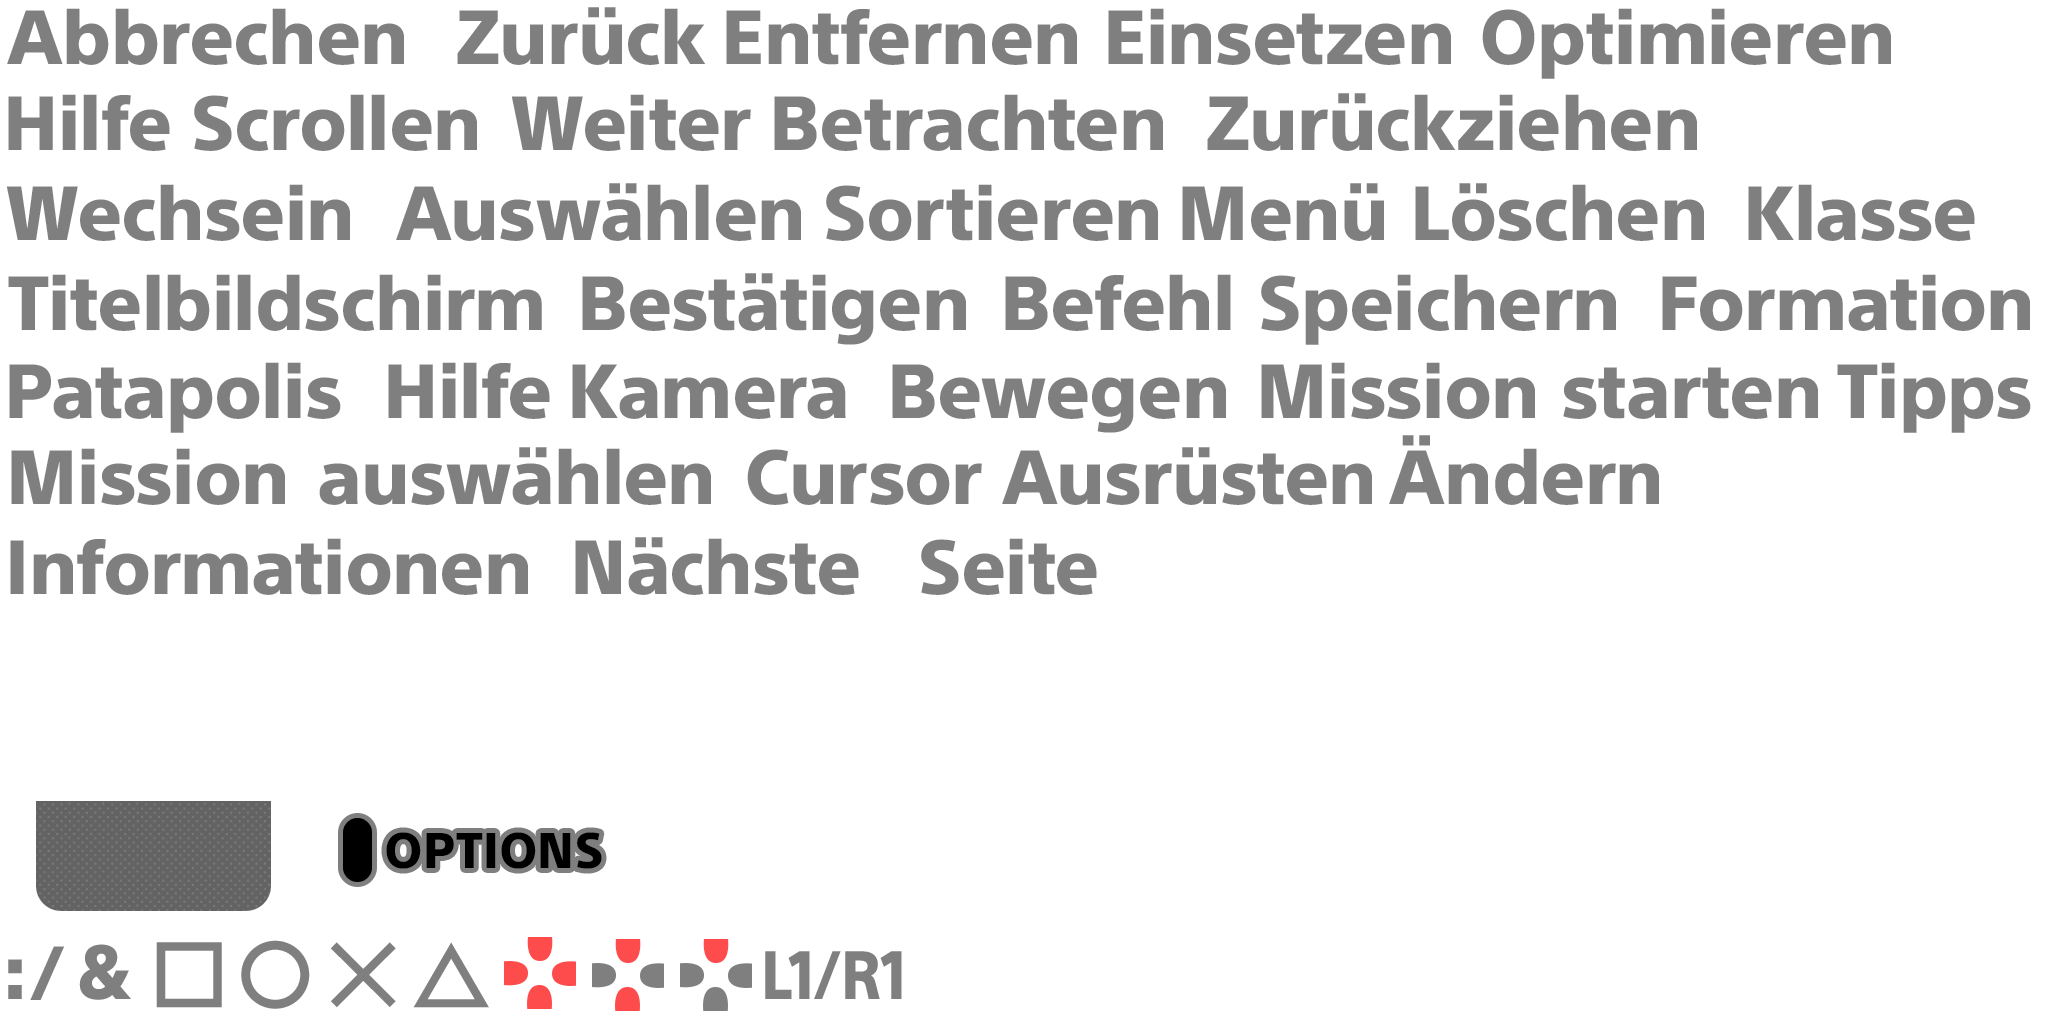 Abbrechen Zurück Entfernen Einsetzen Optimieren
Hilfe Scrollen Weiter Betrachten Zurückziehen
Wechsein Auswählen Sortieren Menü Löschen Klasse
Titelbildschirm Bestätigen Befehl Speichern Formation
Patapolis Hilfe Kamera Bewegen Mission starten Tipps
Mission auswählen Cursor Ausrüsten Ändern
Informationen Nächste Seite
OPTIONS
:/ & L1/R1